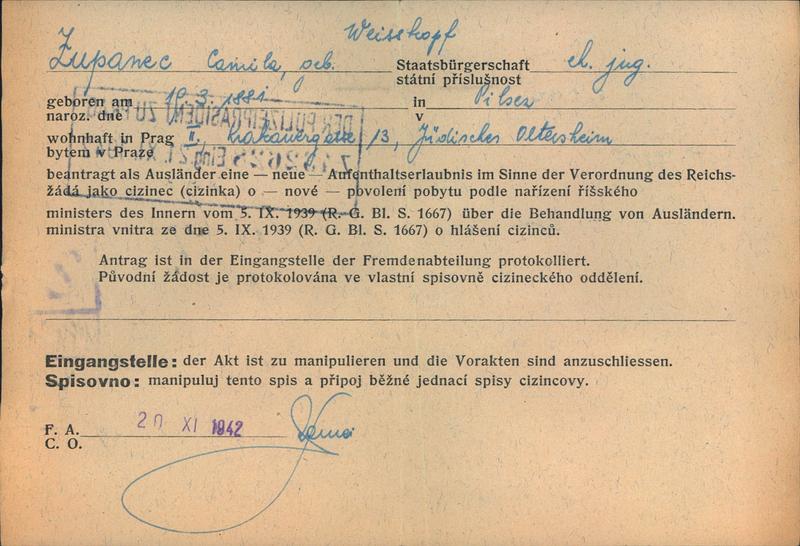 Weisskopf
Županec Camila, geb. Staatsbürgerschaft eh. jug.
státní příslušnost
geboren am 19.3.1881 in Pilsen
naroz. dne v
wohnhaft in Prag II., Krakauergasse 13, Jüdisches Altersheim
bytem v Praze
beantragt als Ausländer eine — neue — Aufenthaltserlaubnis im Sinne der Verordnung des Reichs-
žádá jako cizinec (cizinka) o — nové — povolení pobytu podle nařízení říšského
ministers des Innern vom 5. IX. 1939 (R. G. Bl. S. 1667) über die Behandlung von Ausländern.
ministra vnitra ze dne 5. IX. 1939 (R. G. Bl. S. 1667) o hlášení cizinců.
Antrag ist in der Eingangstelle der Fremdenabteilung protokolliert.
Původní žádost je protokolována ve vlastní spisovně cizineckého oddělení.
Eingangstelle: der Akt ist zu manipulieren und die Vorakten sind anzuschliessen.
Spisovno: manipuluj tento spis a připoj běžné jednací spisy cizincovy.
F. A. 20 XI 1942
C. O.